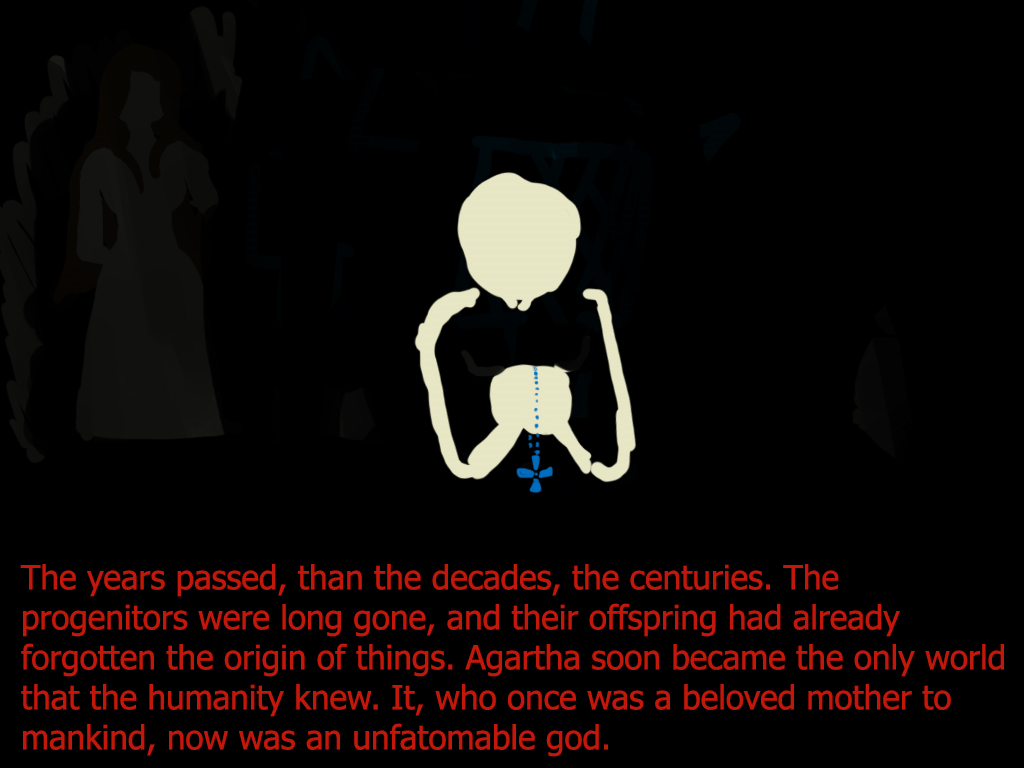 The years passed, than the decades, the centuries. The
progenitors were long gone, and their offspring had already
forgotten the origin of things. Agartha soon became the only world
that the humanity knew. It, who once was a beloved mother to
mankind, now was an unfatomable god.